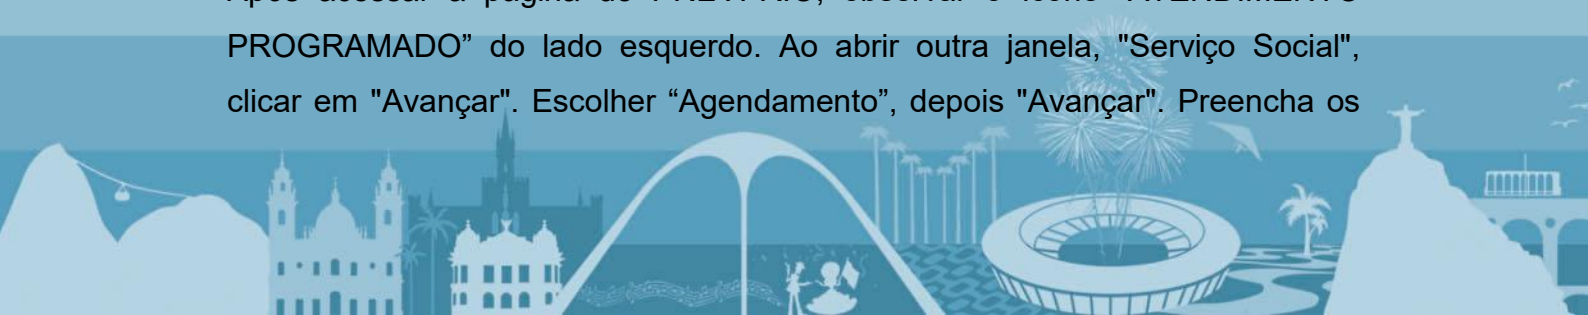 PROGRAMADO” do lado esquerdo. Ao abrir outra janela, "Serviço Social",
clicar em "Avançar". Escolher “Agendamento”, depois "Avançar". Preencha os